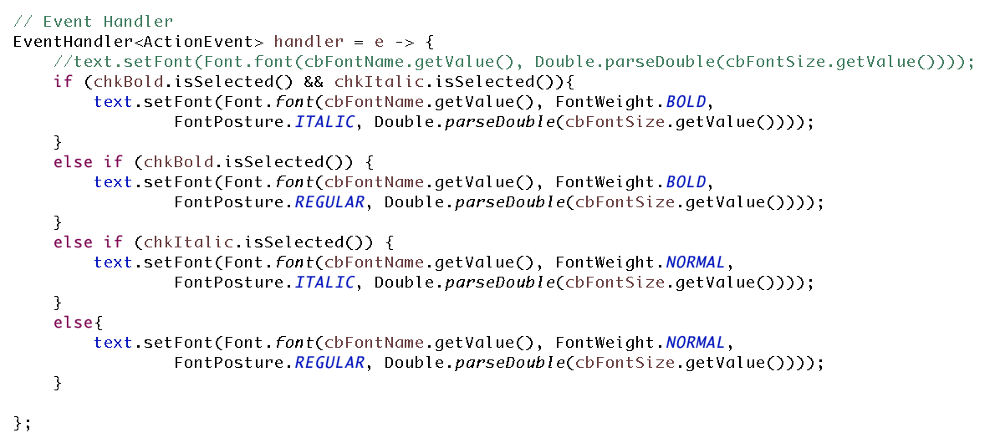 // Event Handler
EventHandler<ActionEvent> handler = e -> {
    //text.setFont(Font.font(cbFontName.getValue(), Double.parseDouble(cbFontSize.getValue())));
    if (chkBold.isSelected() && chkItalic.isSelected()){
        text.setFont(Font.font(cbFontName.getValue(), FontWeight.BOLD,
                FontPosture.ITALIC, Double.parseDouble(cbFontSize.getValue())));
    }
    else if (chkBold.isSelected()) {
        text.setFont(Font.font(cbFontName.getValue(), FontWeight.BOLD,
                FontPosture.REGULAR, Double.parseDouble(cbFontSize.getValue())));
    }
    else if (chkItalic.isSelected()) {
        text.setFont(Font.font(cbFontName.getValue(), FontWeight.NORMAL,
                FontPosture.ITALIC, Double.parseDouble(cbFontSize.getValue())));
    }
    else{
        text.setFont(Font.font(cbFontName.getValue(), FontWeight.NORMAL,
                FontPosture.REGULAR, Double.parseDouble(cbFontSize.getValue())));
    }

};